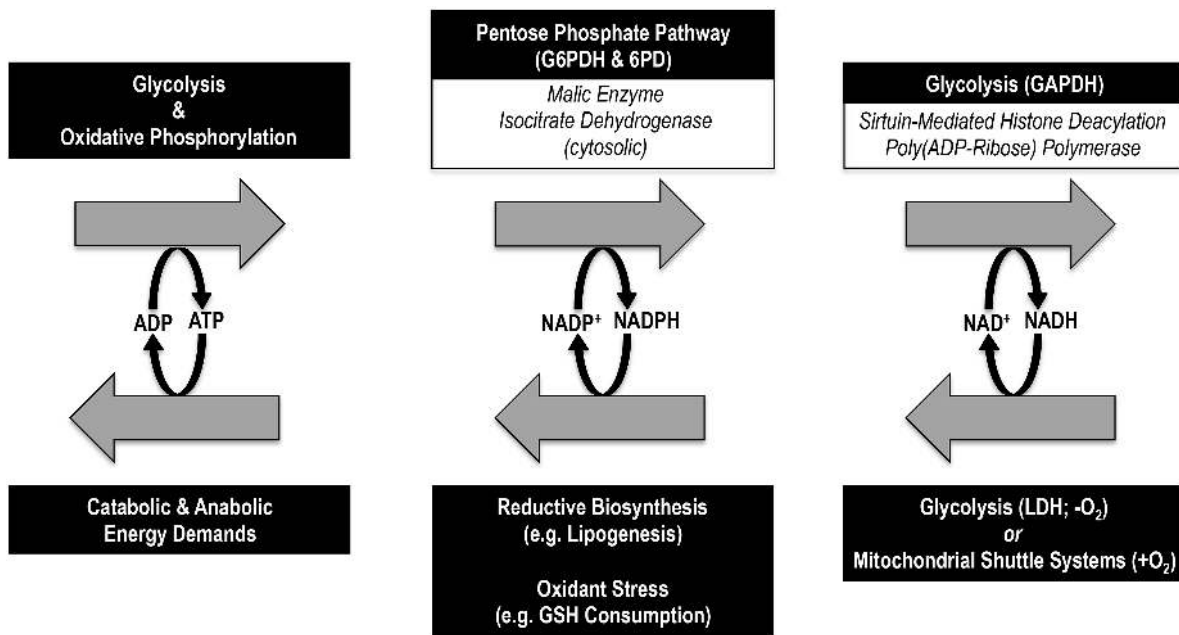 Glycolysis
&
Oxidative Phosphorylation
ADP ATP
Catabolic & Anabolic
Energy Demands
Pentose Phosphate Pathway
(G6PDH & 6PD)
Malic Enzyme
Isocitrate Dehydrogenase
(cytosolic)
NADP⁺ NADPH
Reductive Biosynthesis
(e.g. Lipogenesis)
Oxidant Stress
(e.g. GSH Consumption)
Glycolysis (GAPDH)
Sirtuin-Mediated Histone Deacylation
Poly(ADP-Ribose) Polymerase
NAD⁺ NADH
Glycolysis (LDH; -O₂)
or
Mitochondrial Shuttle Systems (+O₂)